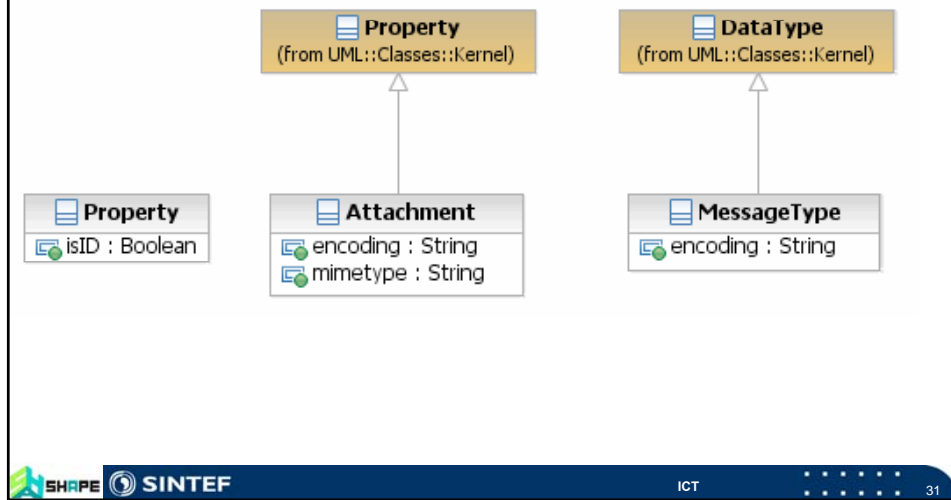 Property
(from UML::Classes::Kernel)
DataType
(from UML::Classes::Kernel)
Property
isID : Boolean
Attachment
encoding : String
mimetype : String
MessageType
encoding : String
SHAPE
SINTEF
ICT
31